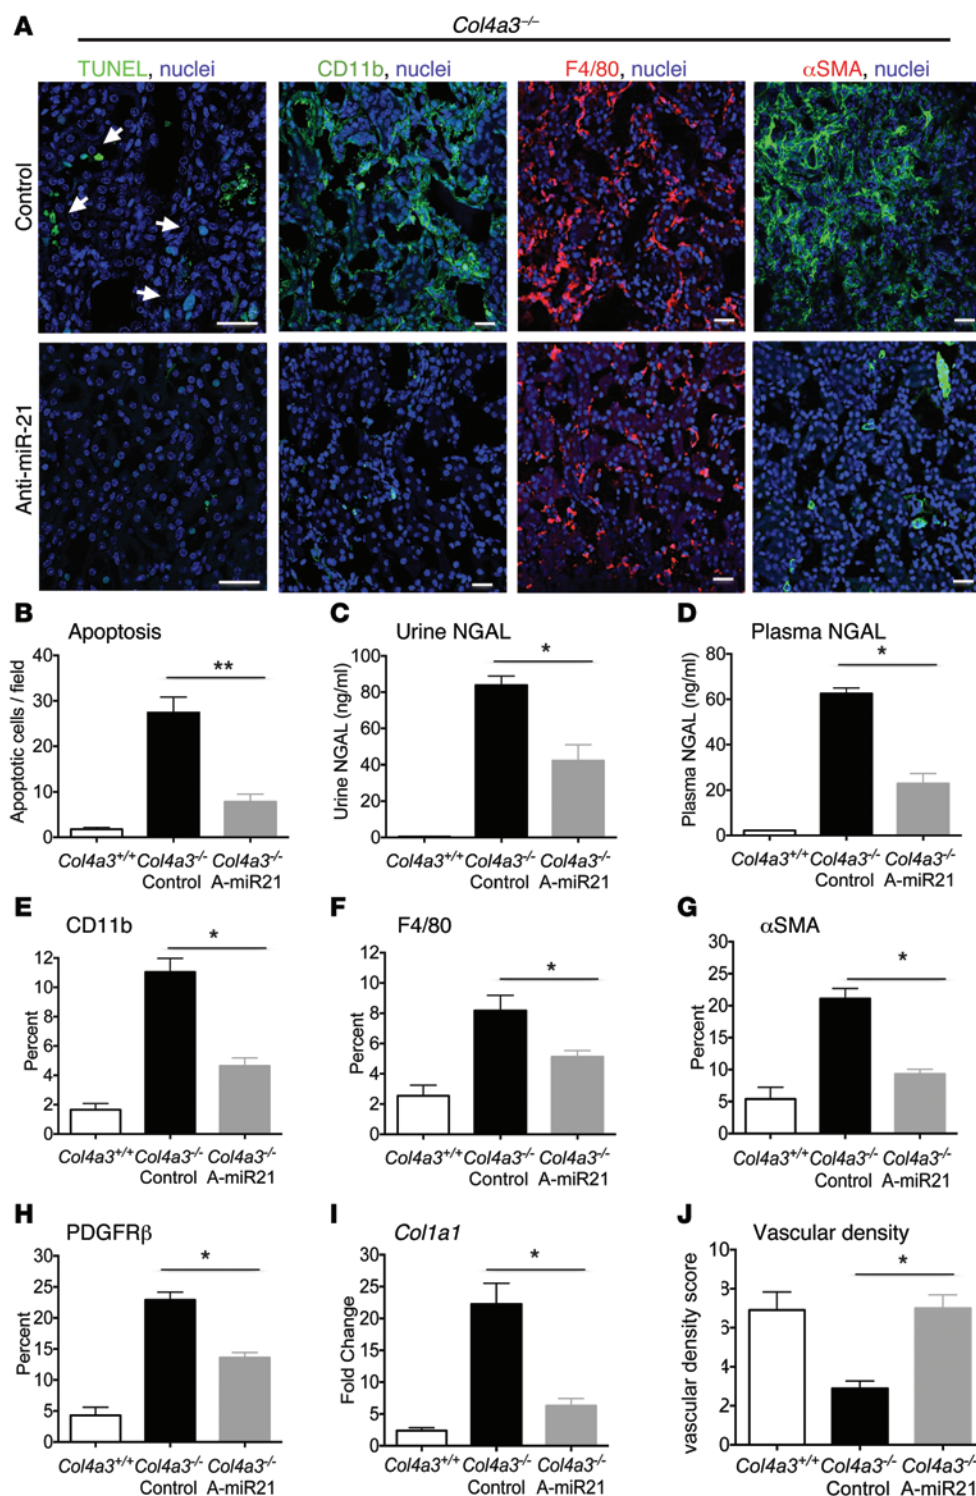 A
Col4a3–/–
TUNEL, nuclei
CD11b, nuclei
F4/80, nuclei
αSMA, nuclei
Control
Anti-miR-21
B
Apoptosis
Apoptotic cells / field
40
30
20
10
0
**
Col4a3+/+ Col4a3-/- Col4a3-/-
Control A-miR21
C
Urine NGAL
Urine NGAL (ng/ml)
100
80
60
40
20
0
*
Col4a3+/+ Col4a3-/- Col4a3-/-
Control A-miR21
D
Plasma NGAL
Plasma NGAL (ng/ml)
80
60
40
20
0
*
Col4a3+/+ Col4a3-/- Col4a3-/-
Control A-miR21
E
CD11b
Percent
12
10
8
6
4
2
0
*
Col4a3+/+ Col4a3-/- Col4a3-/-
Control A-miR21
F
F4/80
Percent
12
10
8
6
4
2
0
*
Col4a3+/+ Col4a3-/- Col4a3-/-
Control A-miR21
G
αSMA
Percent
30
25
20
15
10
5
0
*
Col4a3+/+ Col4a3-/- Col4a3-/-
Control A-miR21
H
PDGFRβ
Percent
30
25
20
15
10
5
0
*
Col4a3+/+ Col4a3-/- Col4a3-/-
Control A-miR21
I
Col1a1
Fold Change
30
25
20
15
10
5
0
*
Col4a3+/+ Col4a3-/- Col4a3-/-
Control A-miR21
J
Vascular density
vascular density score
10
8
6
4
2
0
*
Col4a3+/+ Col4a3-/- Col4a3-/-
Control A-miR21